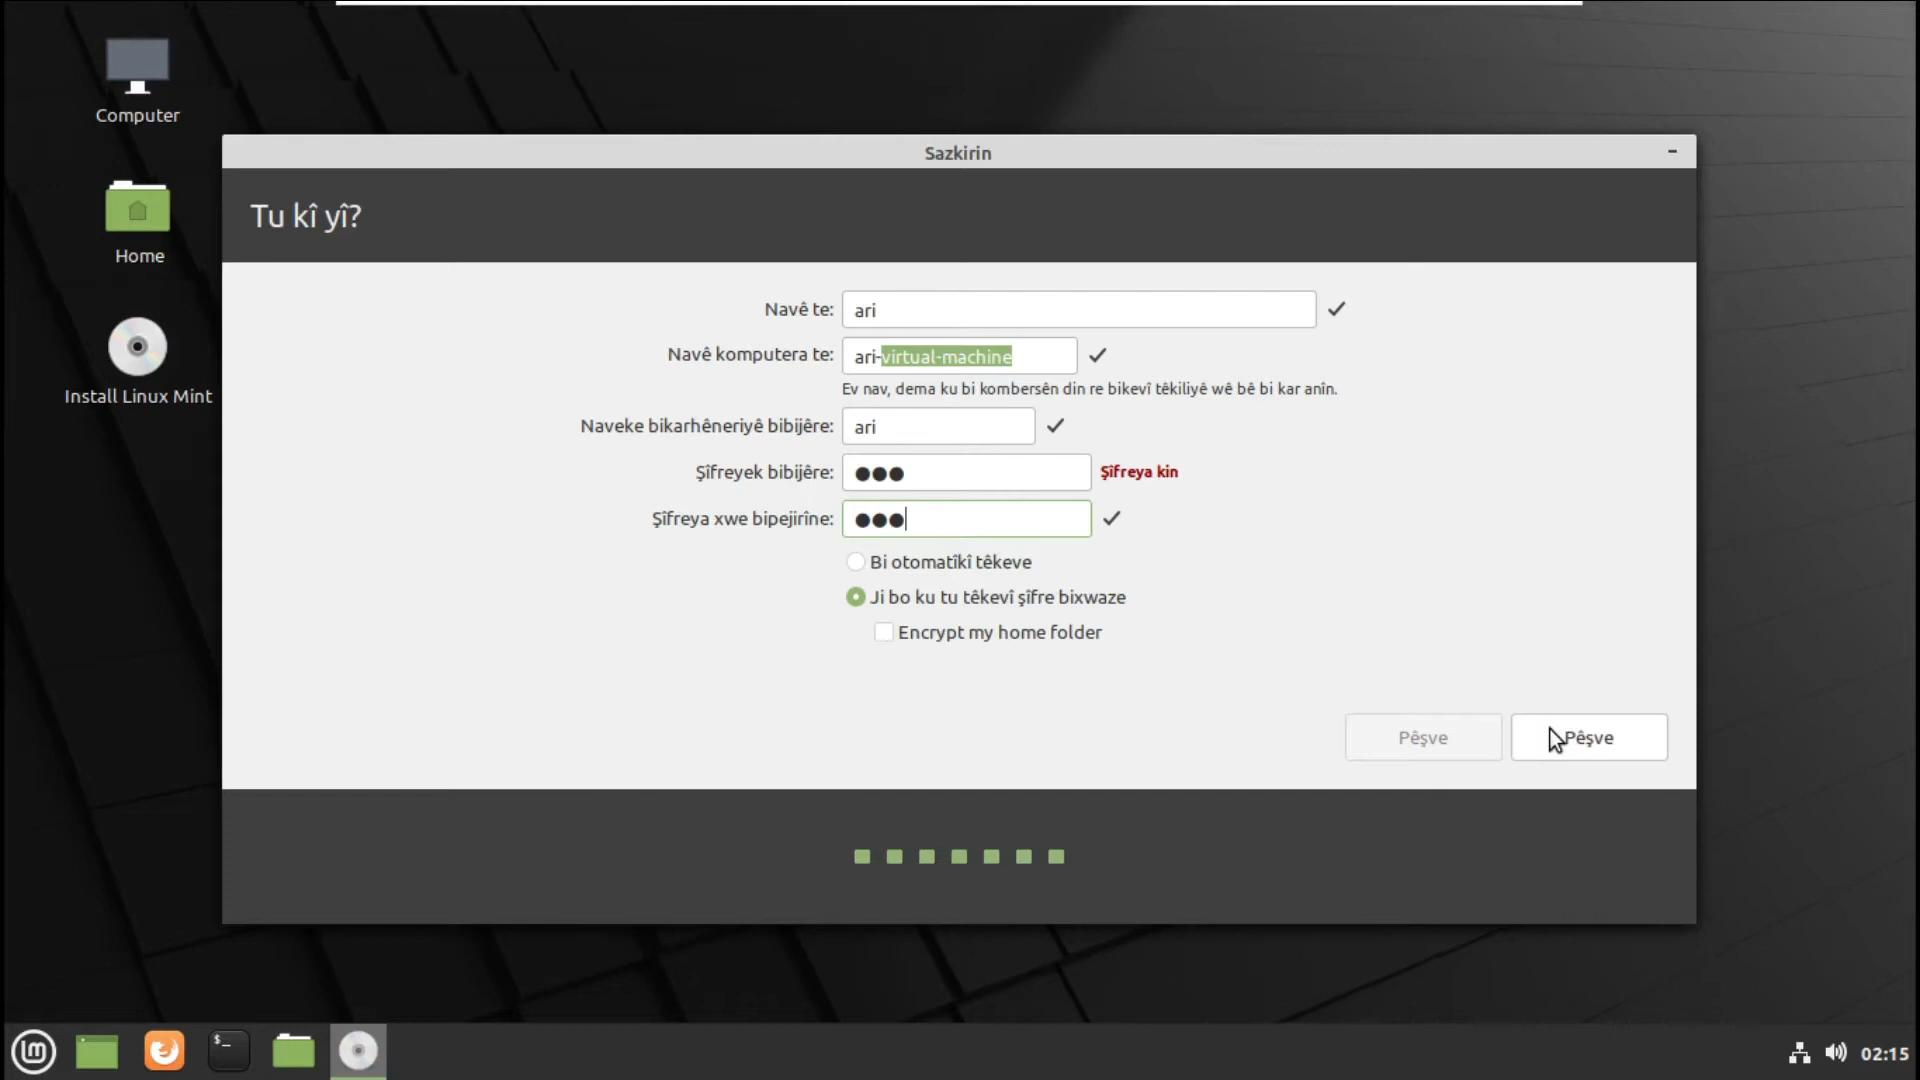 Computer
Home
Install Linux Mint
Sazkirin
Tu kî yî?
Navê te: ari
Navê komputera te: ari-virtual-machine
Ev nav, dema ku bi kombersên din re bikevî têkiliyê wê bê bi kar anîn.
Naveke bikarhêneriyê bibijêre: ari
Şîfreyek bibijêre: ●●● Şîfreya kin
Şîfreya xwe bipejirîne: ●●●
Bi otomatîkî têkeve
Ji bo ku tu têkevî şîfre bixwaze
Encrypt my home folder
Pêşve Pêşve
02:15